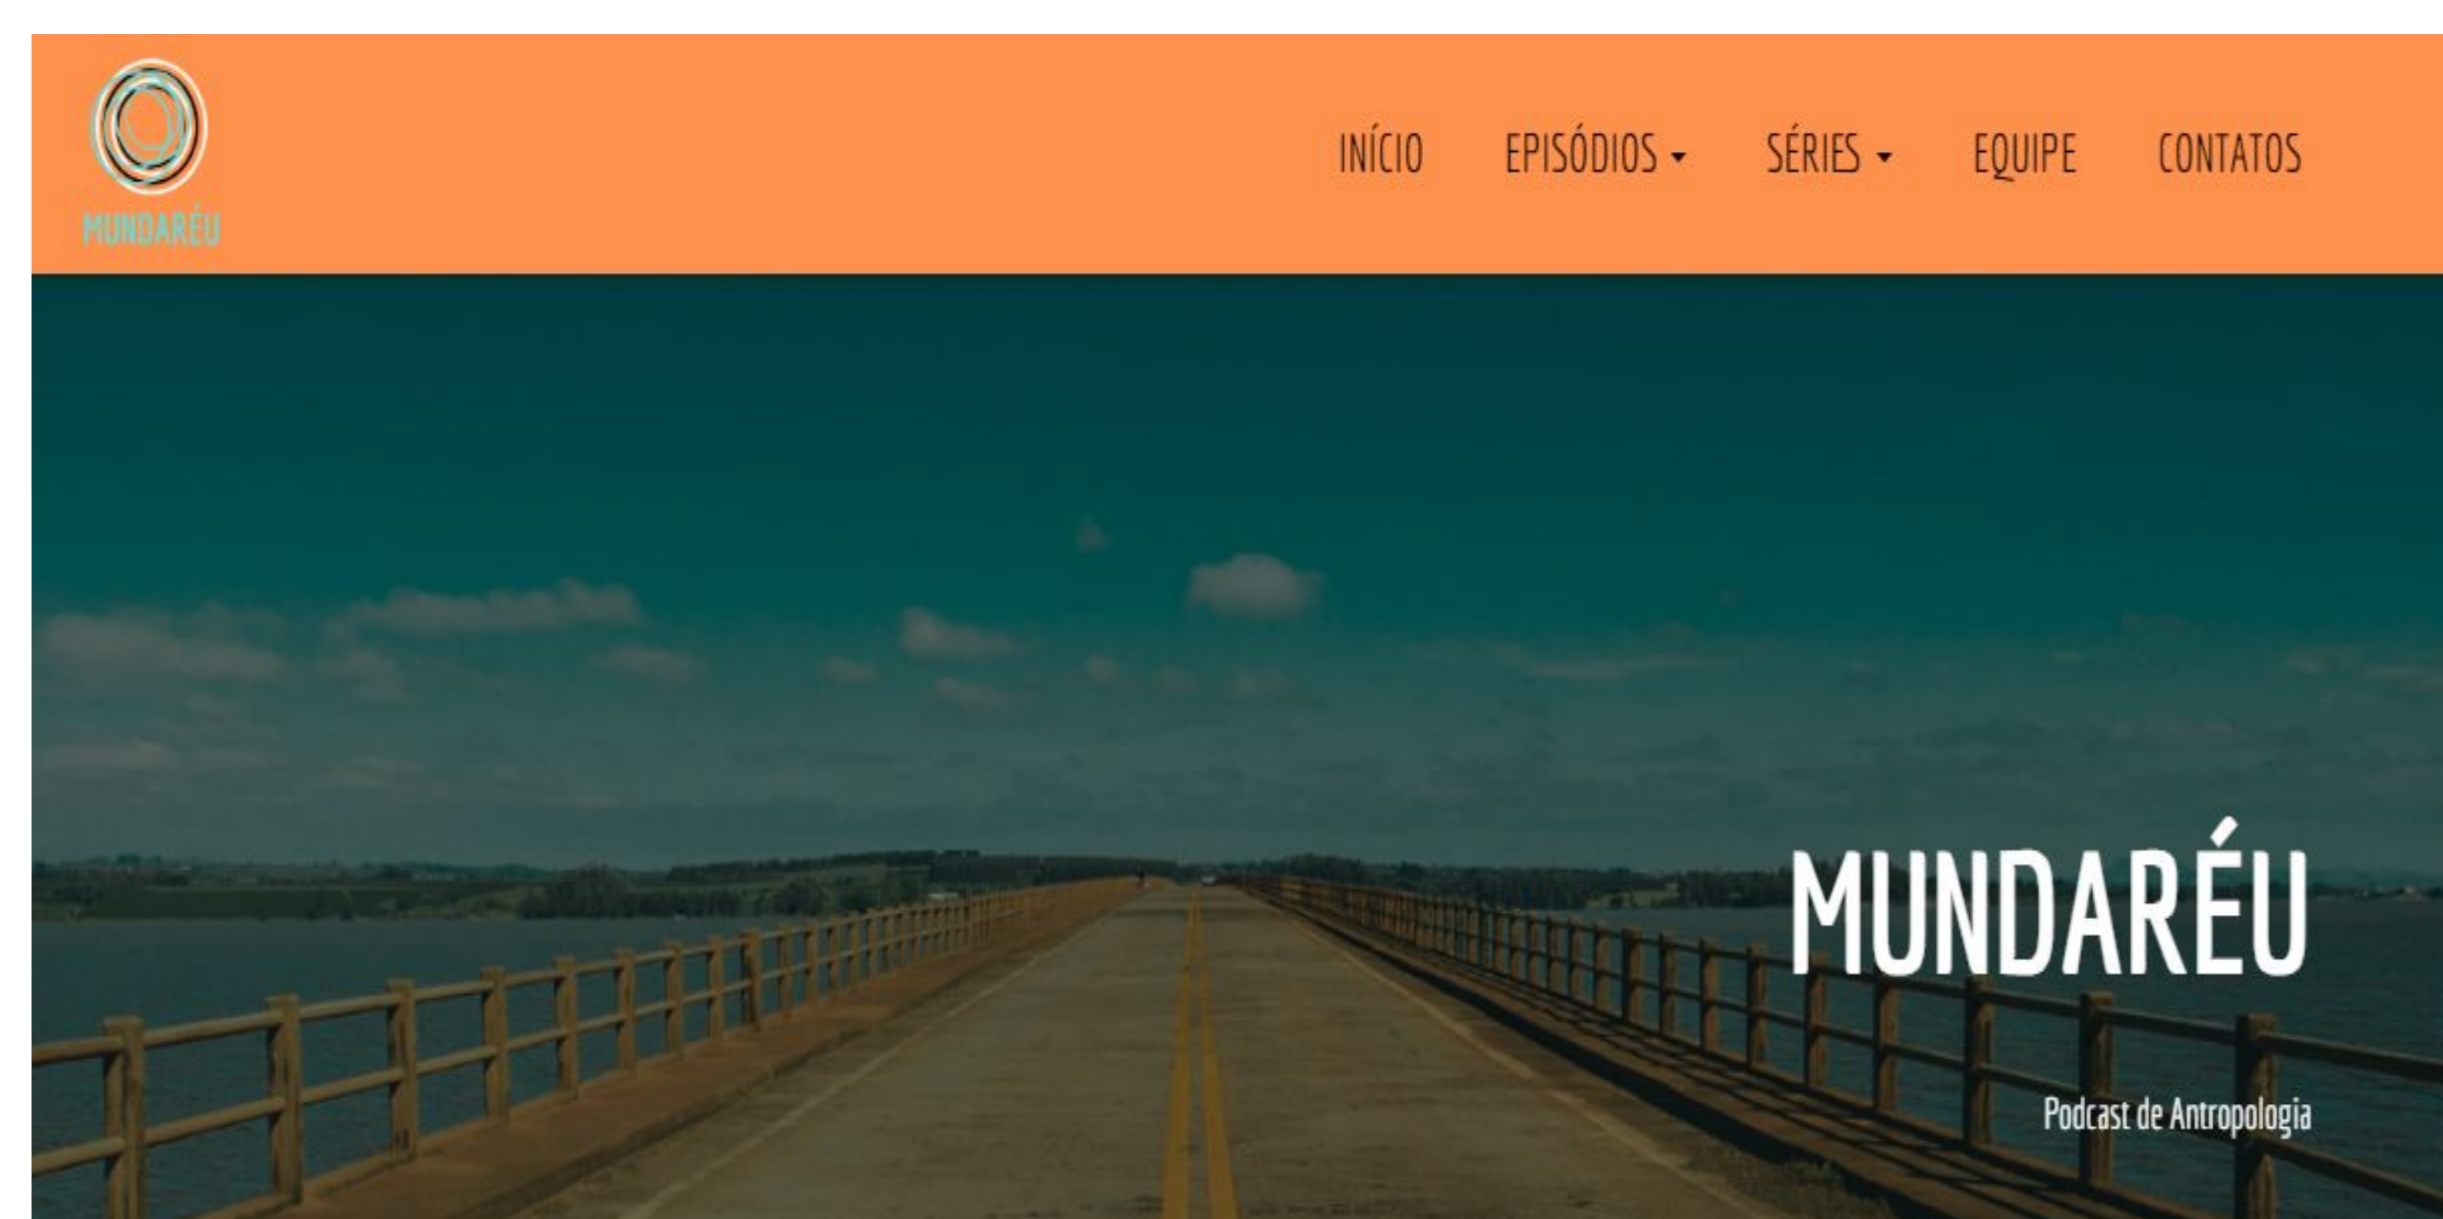 MUNDARÉU
INÍCIO EPISÓDIOS SÉRIES EQUIPE CONTATOS
MUNDARÉU
Podcast de Antropologia